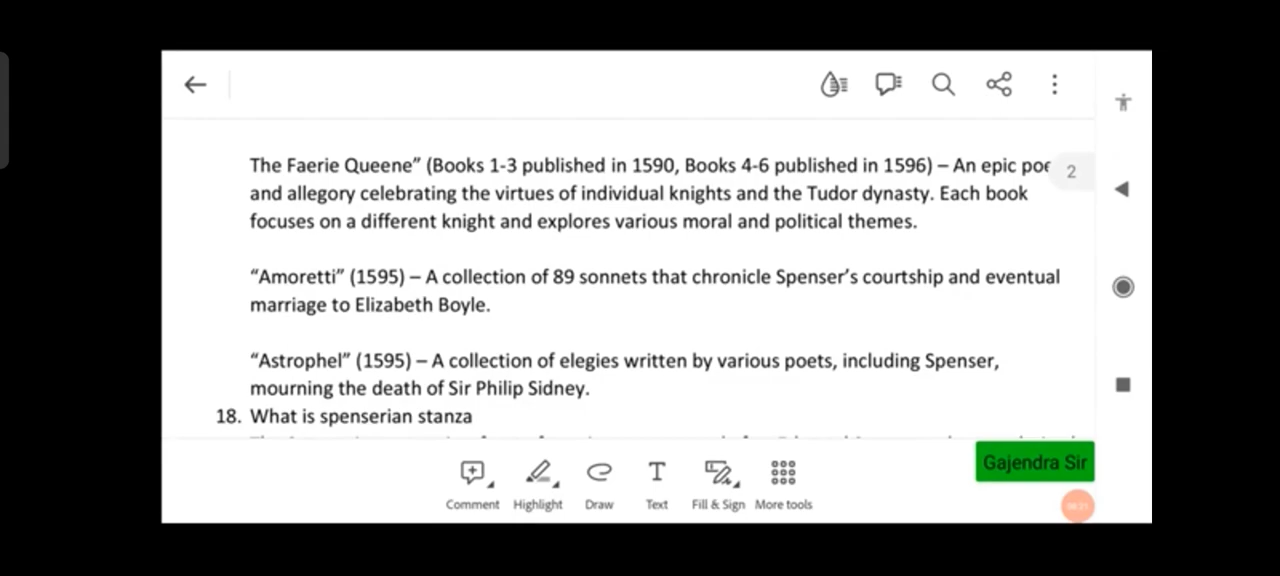 The Faerie Queene” (Books 1-3 published in 1590, Books 4-6 published in 1596) – An epic
2
and allegory celebrating the virtues of individual knights and the Tudor dynasty. Each book
focuses on a different knight and explores various moral and political themes.
“Amoretti” (1595) – A collection of 89 sonnets that chronicle Spenser’s courtship and eventual
marriage to Elizabeth Boyle.
“Astrophel” (1595) – A collection of elegies written by various poets, including Spenser,
mourning the death of Sir Philip Sidney.
18. What is spenserian stanza
Gajendra Sir
Comment Highlight Draw Text Fill & Sign More tools